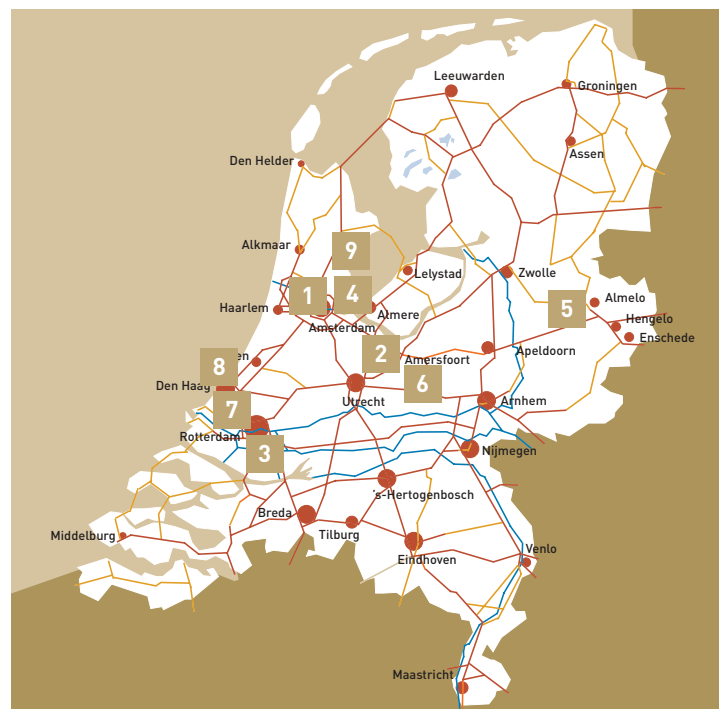 Leeuwarden
Groningen
Assen
Den Helder
Alkmaar
9
Lelystad
Zwolle
1
4
5
Almelo
Haarlem
Almere
Hengelo
Amsterdam
Enschede
2
Apeldoorn
8
en
Amersfoort
6
Den Haag
7
Utrecht
Arnhem
Rotterdam
3
Nijmegen
's-Hertogenbosch
Breda
Tilburg
Middelburg
Eindhoven
Venlo
Maastricht